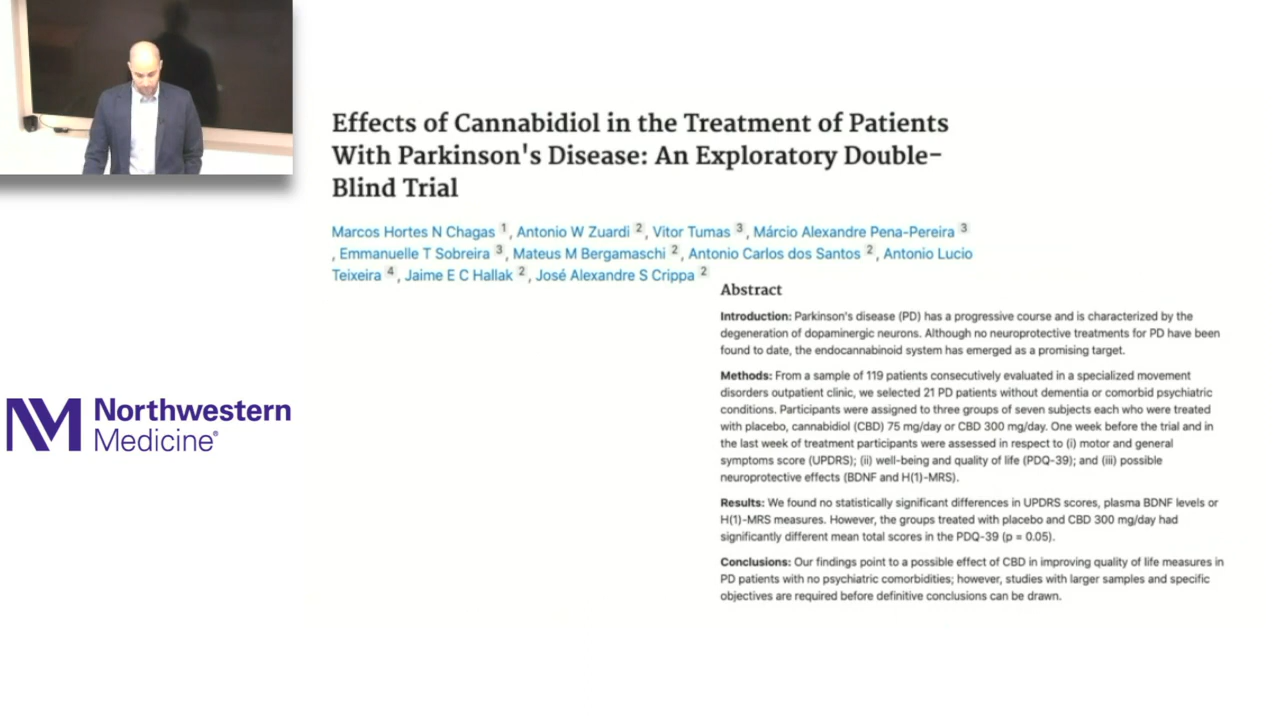 Effects of Cannabidiol in the Treatment of Patients
With Parkinson's Disease: An Exploratory Double-
Blind Trial
Marcos Hortes N Chagas 1, Antonio W Zuardi 2, Vitor Tumas 3, Márcio Alexandre Pena-Pereira 3
, Emmanuelle T Sobreira 3, Mateus M Bergamaschi 2, Antonio Carlos dos Santos 2, Antonio Lucio
Teixeira 4, Jaime E C Hallak 2, José Alexandre S Crippa 2
Abstract
Introduction: Parkinson's disease (PD) has a progressive course and is characterized by the
degeneration of dopaminergic neurons. Although no neuroprotective treatments for PD have been
found to date, the endocannabinoid system has emerged as a promising target.
Methods: From a sample of 119 patients consecutively evaluated in a specialized movement
disorders outpatient clinic, we selected 21 PD patients without dementia or comorbid psychiatric
conditions. Participants were assigned to three groups of seven subjects each who were treated
with placebo, cannabidiol (CBD) 75 mg/day or CBD 300 mg/day. One week before the trial and in
the last week of treatment participants were assessed in respect to (i) motor and general
symptoms score (UPDRS); (ii) well-being and quality of life (PDQ-39); and (iii) possible
neuroprotective effects (BDNF and H(1)-MRS).
Results: We found no statistically significant differences in UPDRS scores, plasma BDNF levels or
H(1)-MRS measures. However, the groups treated with placebo and CBD 300 mg/day had
significantly different mean total scores in the PDQ-39 (p = 0.05).
Conclusions: Our findings point to a possible effect of CBD in improving quality of life measures in
PD patients with no psychiatric comorbidities; however, studies with larger samples and specific
objectives are required before definitive conclusions can be drawn.
NM Northwestern
Medicine®